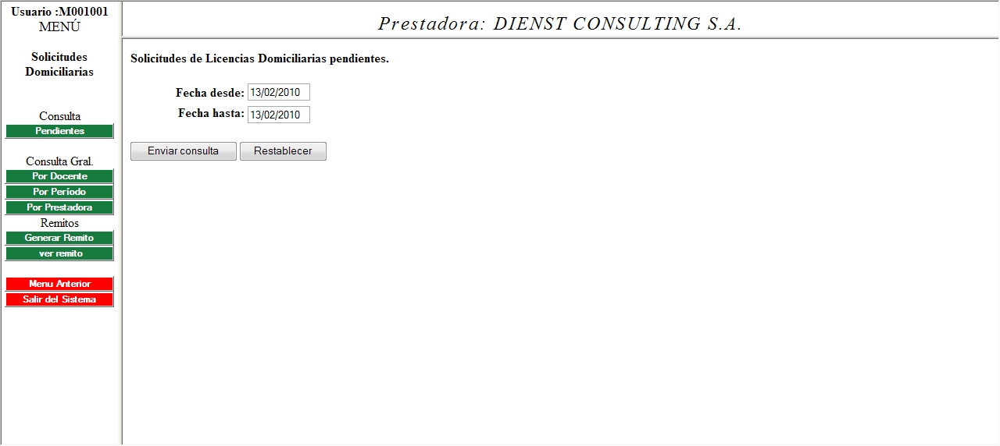 Usuario :M001001
MENÚ
Solicitudes
Domiciliarias
Consulta
Pendientes
Consulta Gral.
Por Docente
Por Período
Por Prestadora
Remitos
Generar Remito
ver remito
Menu Anterior
Salir del Sistema
Prestadora: DIENST CONSULTING S.A.
Solicitudes de Licencias Domiciliarias pendientes.
Fecha desde: 13/02/2010
Fecha hasta: 13/02/2010
Enviar consulta Restablecer